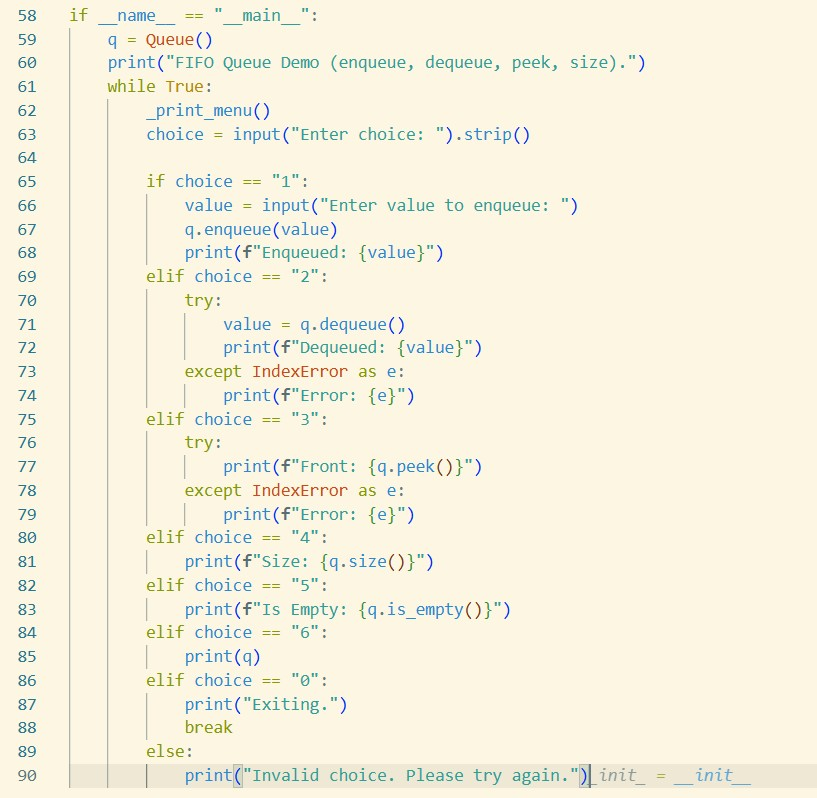 58 if __name__ == "__main__":
59     q = Queue()
60     print("FIFO Queue Demo (enqueue, dequeue, peek, size).")
61     while True:
62         _print_menu()
63         choice = input("Enter choice: ").strip()
64
65         if choice == "1":
66             value = input("Enter value to enqueue: ")
67             q.enqueue(value)
68             print(f"Enqueued: {value}")
69         elif choice == "2":
70             try:
71                 value = q.dequeue()
72                 print(f"Dequeued: {value}")
73             except IndexError as e:
74                 print(f"Error: {e}")
75         elif choice == "3":
76             try:
77                 print(f"Front: {q.peek()}")
78             except IndexError as e:
79                 print(f"Error: {e}")
80         elif choice == "4":
81             print(f"Size: {q.size()}")
82         elif choice == "5":
83             print(f"Is Empty: {q.is_empty()}")
84         elif choice == "6":
85             print(q)
86         elif choice == "0":
87             print("Exiting.")
88             break
89         else:
90             print("Invalid choice. Please try again.")_init_ = __init__